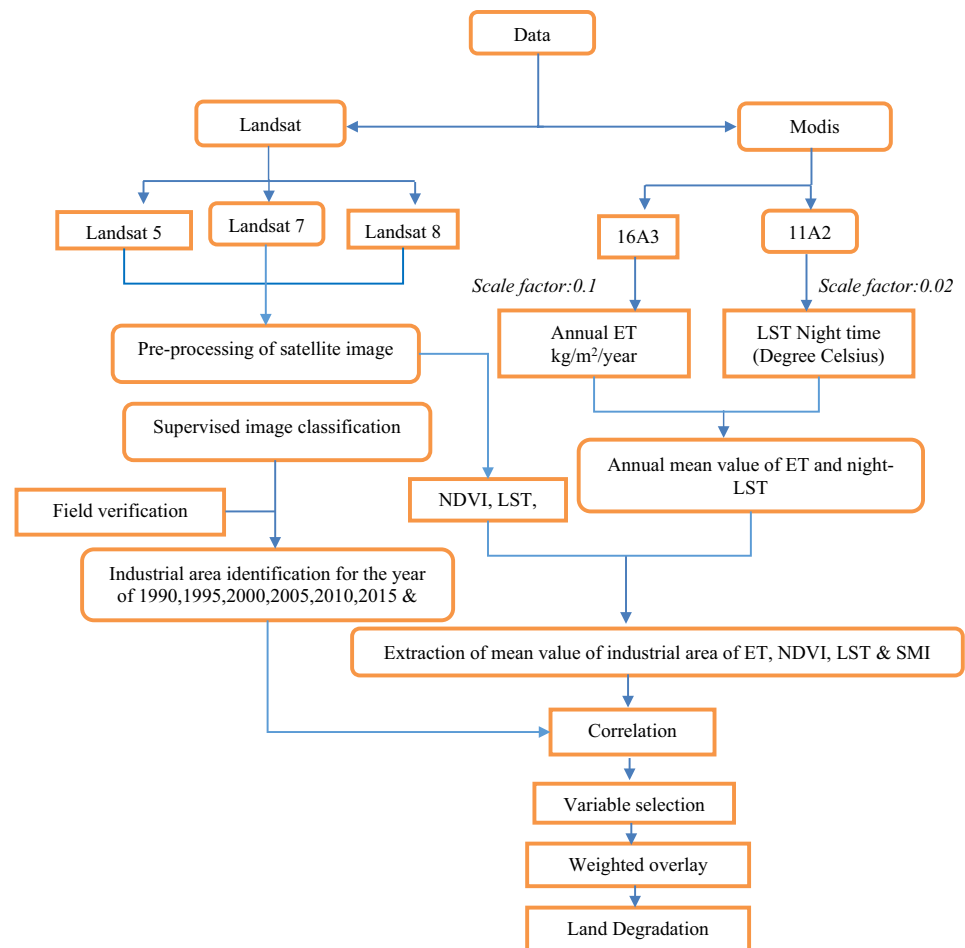 Data
Landsat
Modis
Landsat 5
Landsat 7
Landsat 8
16A3
11A2
Scale factor:0.1
Scale factor:0.02
Annual ET
kg/m²/year
LST Night time
(Degree Celsius)
Pre-processing of satellite image
Supervised image classification
Annual mean value of ET and night-
LST
Field verification
NDVI, LST,
Industrial area identification for the year
of 1990,1995,2000,2005,2010,2015 &
Extraction of mean value of industrial area of ET, NDVI, LST & SMI
Correlation
Variable selection
Weighted overlay
Land Degradation